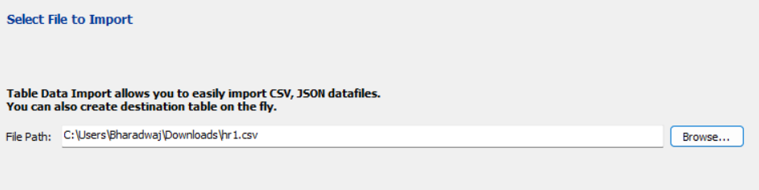 Select File to Import
Table Data Import allows you to easily import CSV, JSON datafiles.
You can also create destination table on the fly.
File Path: C:\Users\Bharadwaj\Downloads\hr1.csv Browse...